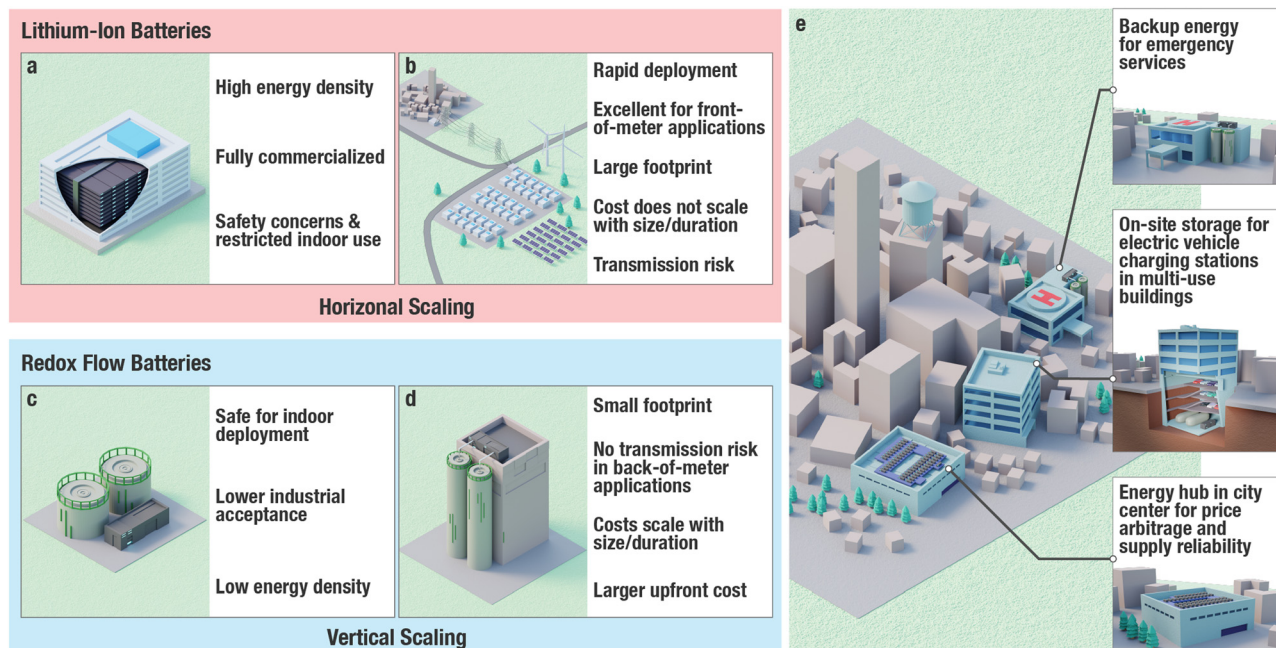 Lithium-Ion Batteries
a
High energy density
Fully commercialized
Safety concerns &
restricted indoor use
b
Rapid deployment
Excellent for front-
of-meter applications
Large footprint
Cost does not scale
with size/duration
Transmission risk
Horizonal Scaling
Redox Flow Batteries
c
Safe for indoor
deployment
Lower industrial
acceptance
Low energy density
d
Small footprint
No transmission risk
in back-of-meter
applications
Costs scale with
size/duration
Larger upfront cost
Vertical Scaling
e
H
Backup energy
for emergency
services
H
On-site storage for
electric vehicle
charging stations
in multi-use
buildings
Energy hub in city
center for price
arbitrage and
supply reliability